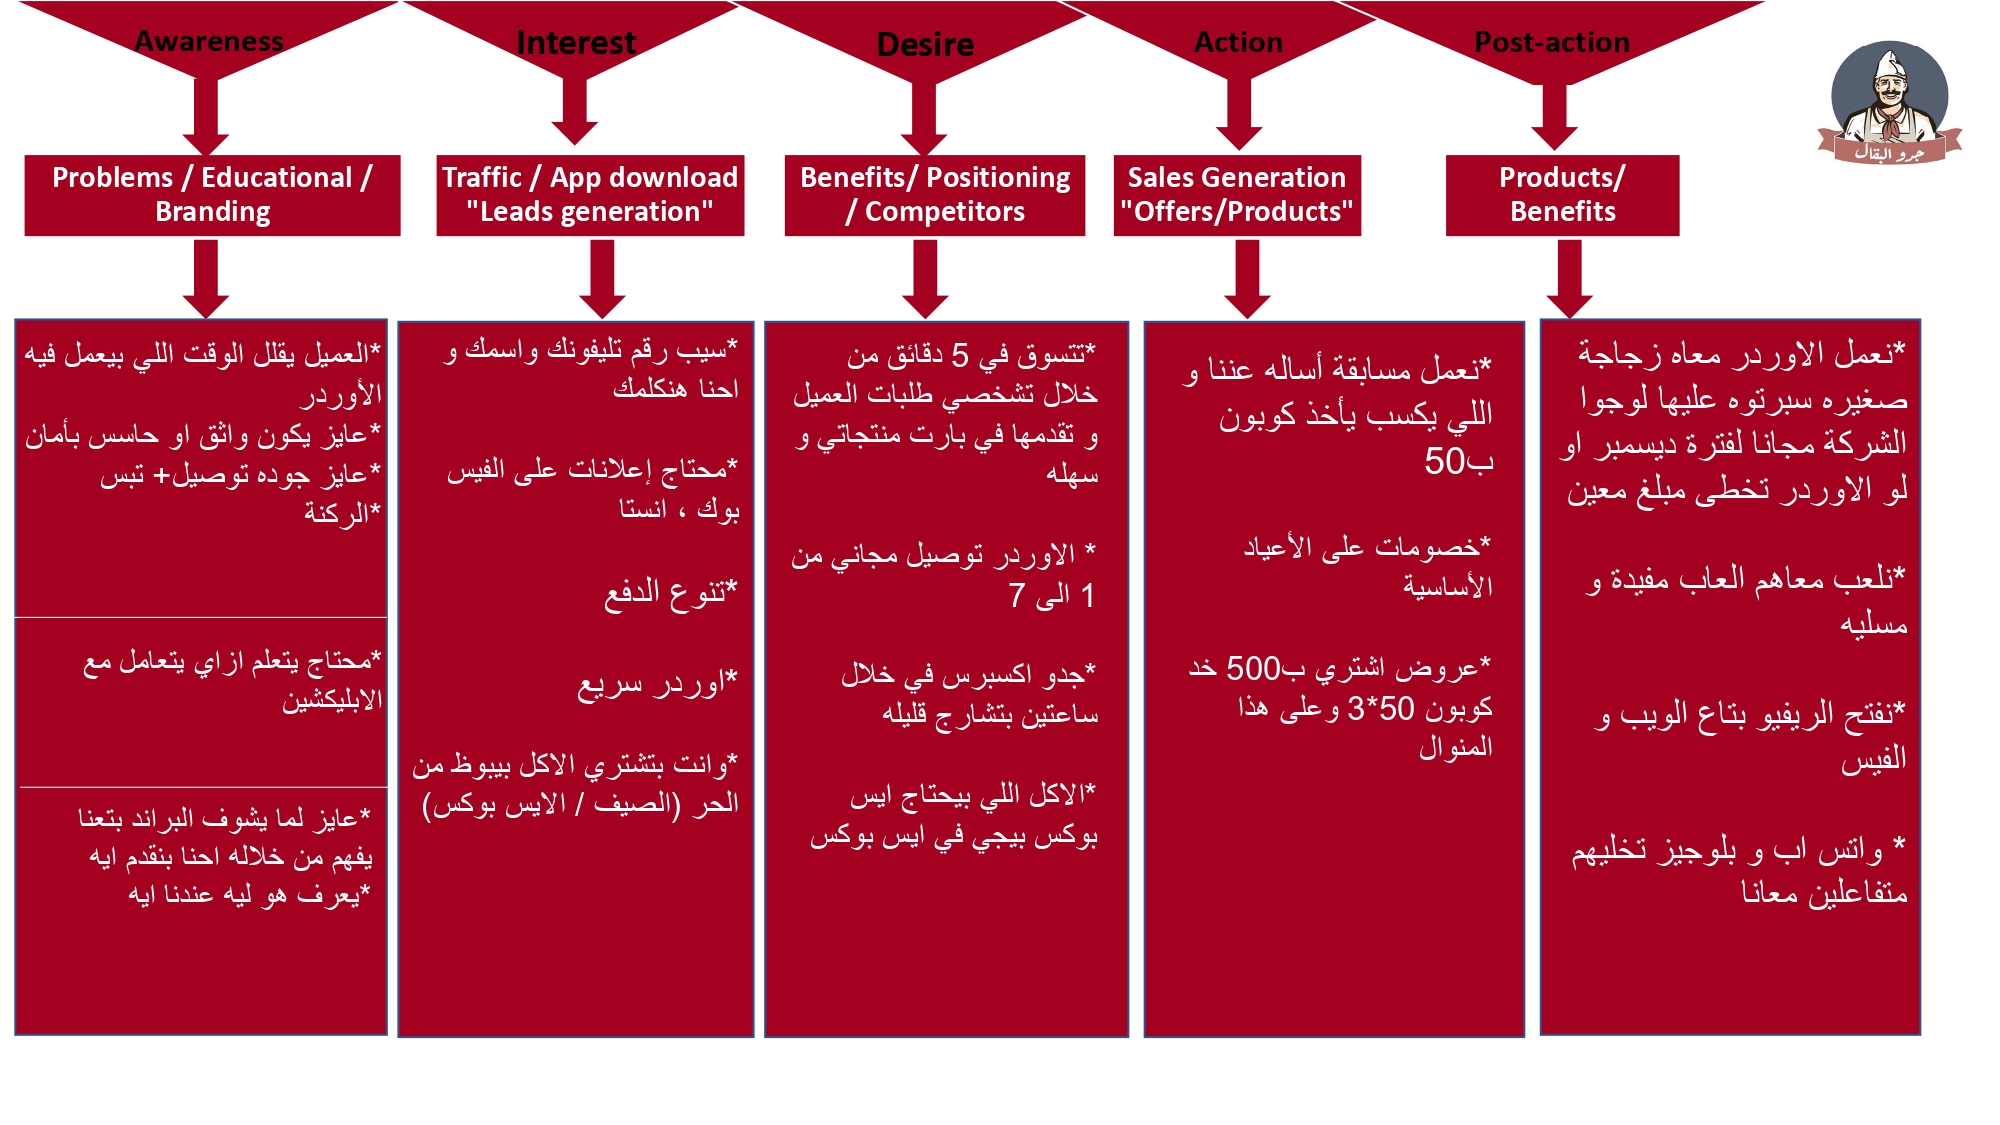 Awareness
Interest
Desire
Action
Post-action
جدو البقال
Problems / Educational /
Branding
Traffic / App download
"Leads generation"
Benefits/ Positioning
/ Competitors
Sales Generation
"Offers/Products"
Products/
Benefits
*العميل يقلل الوقت اللي بيعمل فيه
الأوردر
*عايز يكون واثق او حاسس بأمان
*عايز جوده توصيل+ تبس
*الركنة
*محتاج يتعلم ازاي يتعامل مع
الابليكشين
*عايز لما يشوف البراند بتعنا
يفهم من خلاله احنا بنقدم ايه
*يعرف هو ليه عندنا ايه
*سيب رقم تليفونك واسمك و
احنا هنكلمك
*محتاج إعلانات على الفيس
بوك ، انستا
*تنوع الدفع
*اوردر سريع
*وانت بتشتري الاكل بيبوظ من
الحر (الصيف / الايس بوكس)
*تتسوق في 5 دقائق من
خلال تشخصي طلبات العميل
و تقدمها في بارت منتجاتي و
سهله
* الاوردر توصيل مجاني من
1 الى 7
*جدو اكسبرس في خلال
ساعتين بتشارج قليله
*الاكل اللي بيحتاج ايس
بوكس بيجي في ايس بوكس
*نعمل مسابقة أساله عننا و
اللي يكسب يأخذ كوبون
ب50
*خصومات على الأعياد
الأساسية
*عروض اشتري ب500 خد
كوبون 50*3 وعلى هذا
المنوال
*نعمل الاوردر معاه زجاجة
صغيره سبرتوه عليها لوجوا
الشركة مجانا لفترة ديسمبر او
لو الاوردر تخطى مبلغ معين
*نلعب معاهم العاب مفيدة و
مسليه
*نفتح الريفيو بتاع الويب و
الفيس
* واتس اب و بلوجيز تخليهم
متفاعلين معانا